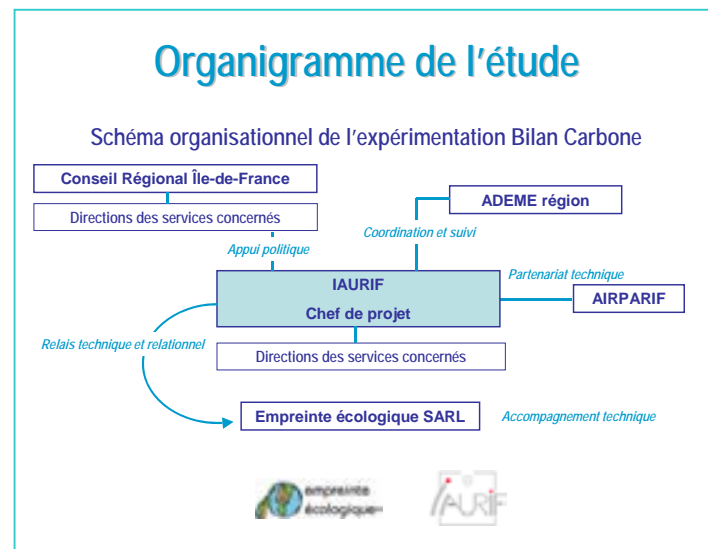 Organigramme de l'étude
Schéma organisationnel de l'expérimentation Bilan Carbone
Conseil Régional Île-de-France
Directions des services concernés
ADEME région
Appui politique
Coordination et suivi
IAURIF
Chef de projet
Partenariat technique
AIRPARIF
Relais technique et relationnel
Directions des services concernés
Empreinte écologique SARL
Accompagnement technique
empreinte
écologique
IAURIF